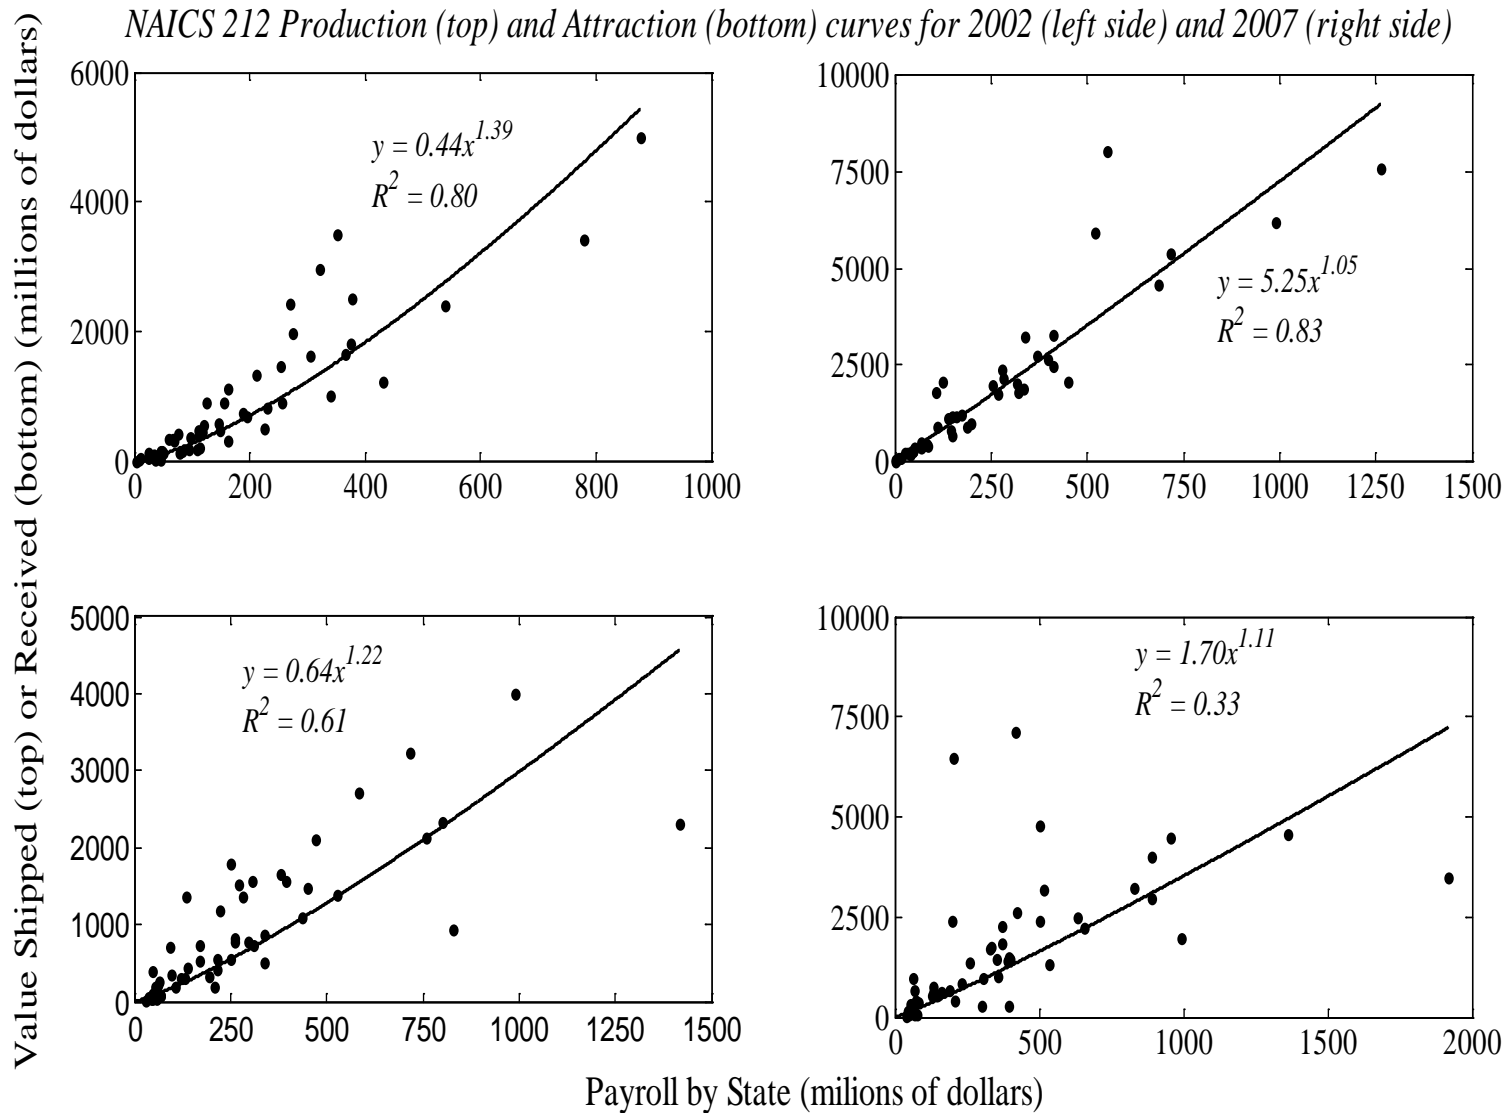 NAICS 212 Production (top) and Attraction (bottom) curves for 2002 (left side) and 2007 (right side)
Value Shipped (top) or Received (bottom) (millions of dollars)
6000
4000
2000
0
0 200 400 600 800 1000
y = 0.44x^1.39
R^2 = 0.80
10000
7500
5000
2500
0
0 250 500 750 1000 1250 1500
y = 5.25x^1.05
R^2 = 0.83
5000
4000
3000
2000
1000
0
0 250 500 750 1000 1250 1500
y = 0.64x^1.22
R^2 = 0.61
10000
7500
5000
2500
0
0 500 1000 1500 2000
y = 1.70x^1.11
R^2 = 0.33
Payroll by State (milions of dollars)